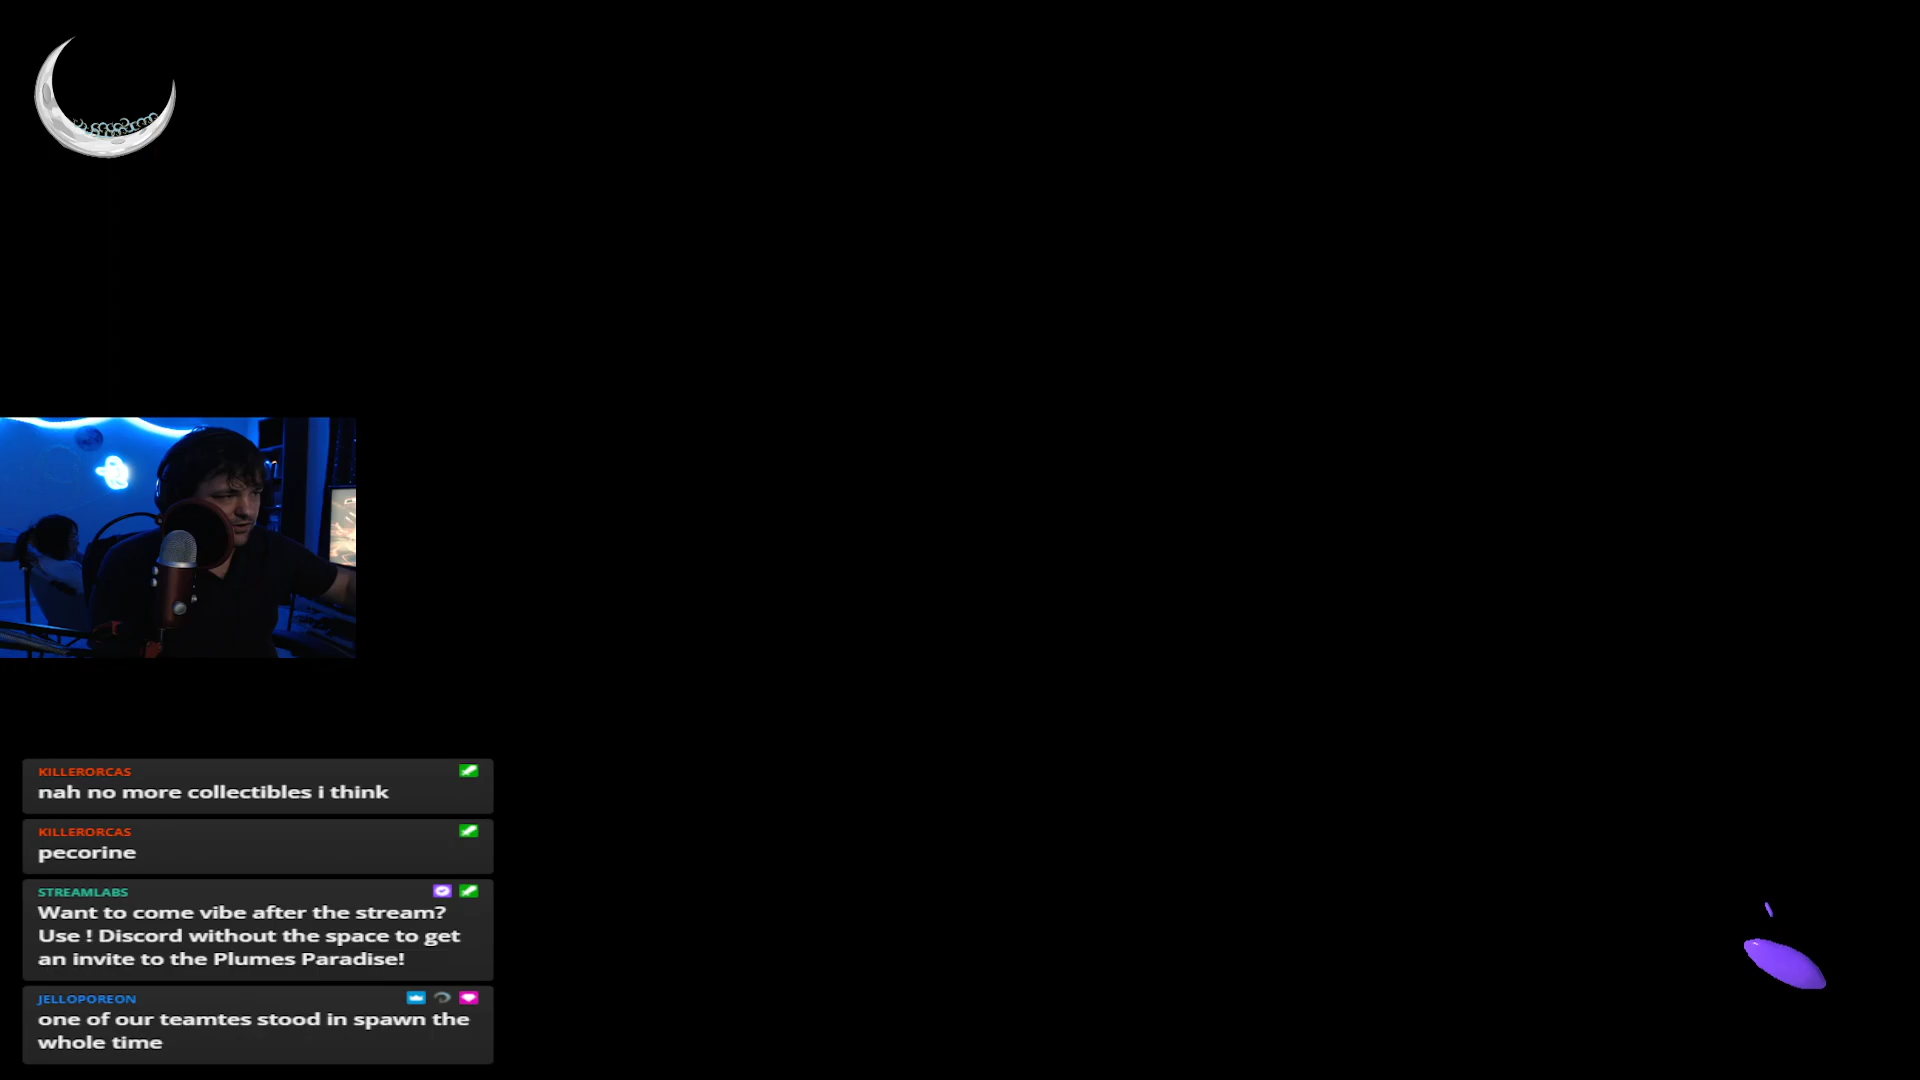 KILLERORCAS
nah no more collectibles i think
KILLERORCAS
pecorine
STREAMLABS
Want to come vibe after the stream?
Use ! Discord without the space to get
an invite to the Plumes Paradise!
JELLOPOREON
one of our teamtes stood in spawn the
whole time